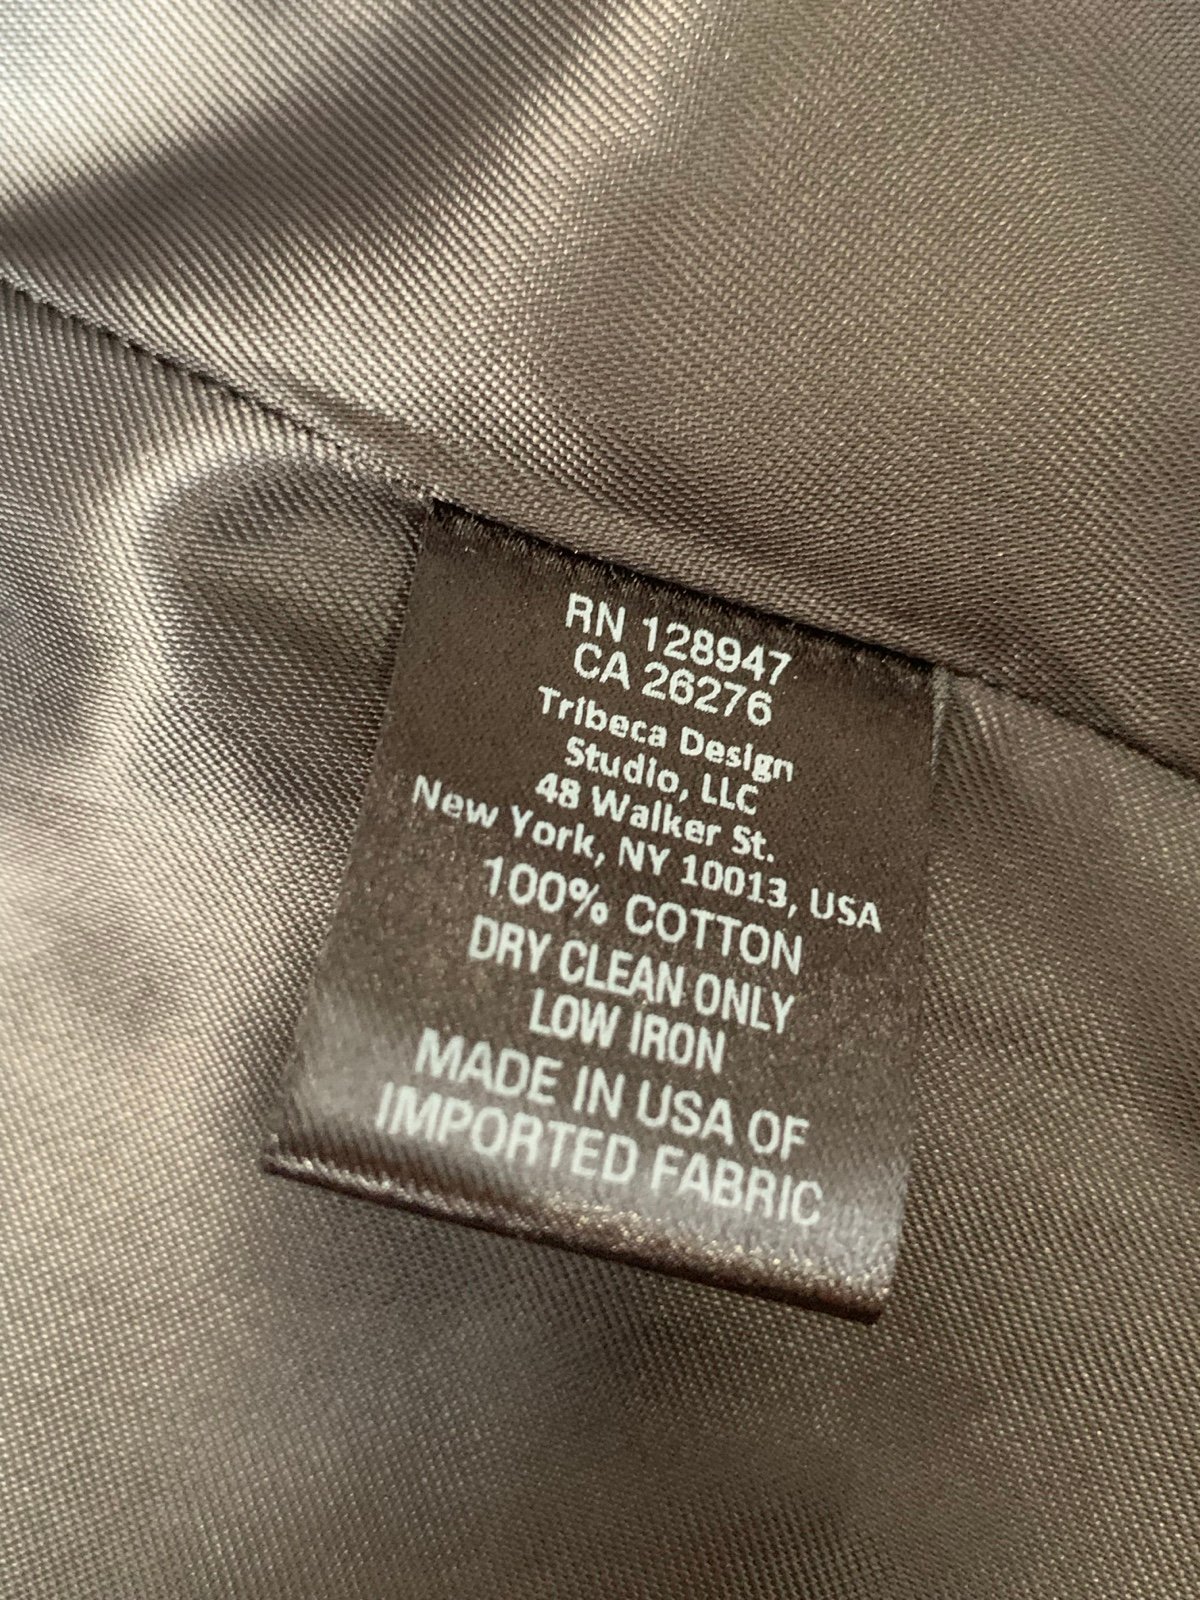 RN 128947
CA 26276
Tribeca Design
Studio, LLC
48 Walker St.
New York, NY 10013, USA
100% COTTON
DRY CLEAN ONLY
LOW IRON
MADE IN USA OF
IMPORTED FABRIC